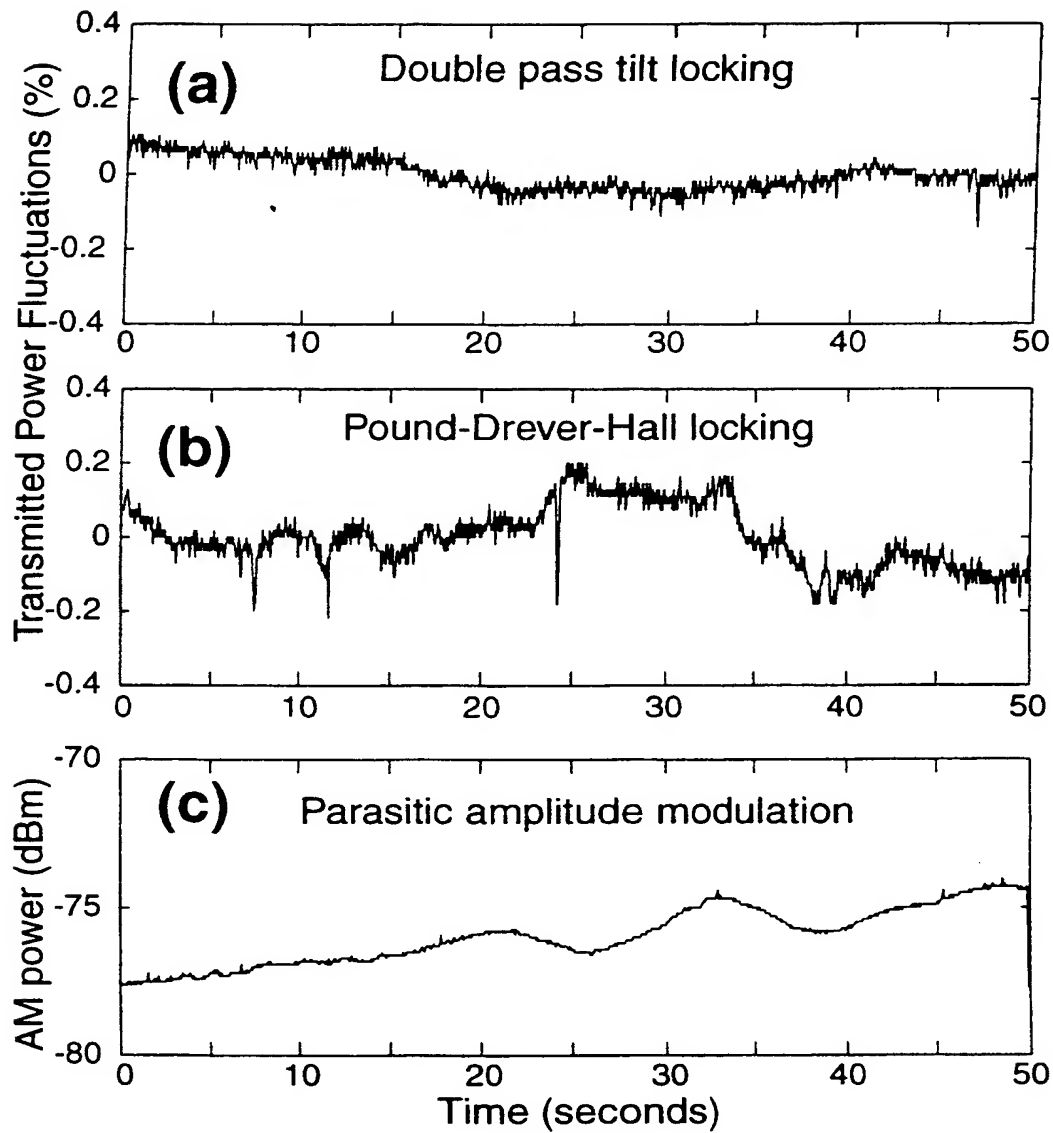 Transmitted Power Fluctuations (%)
0.4
0.2
0
-0.2
-0.4
(a)
Double pass tilt locking
0 10 20 30 40 50
0.4
0.2
0
-0.2
-0.4
(b)
Pound-Drever-Hall locking
0 10 20 30 40 50
AM power (dBm)
-70
-75
-80
(c)
Parasitic amplitude modulation
0 10 20 30 40 50
Time (seconds)